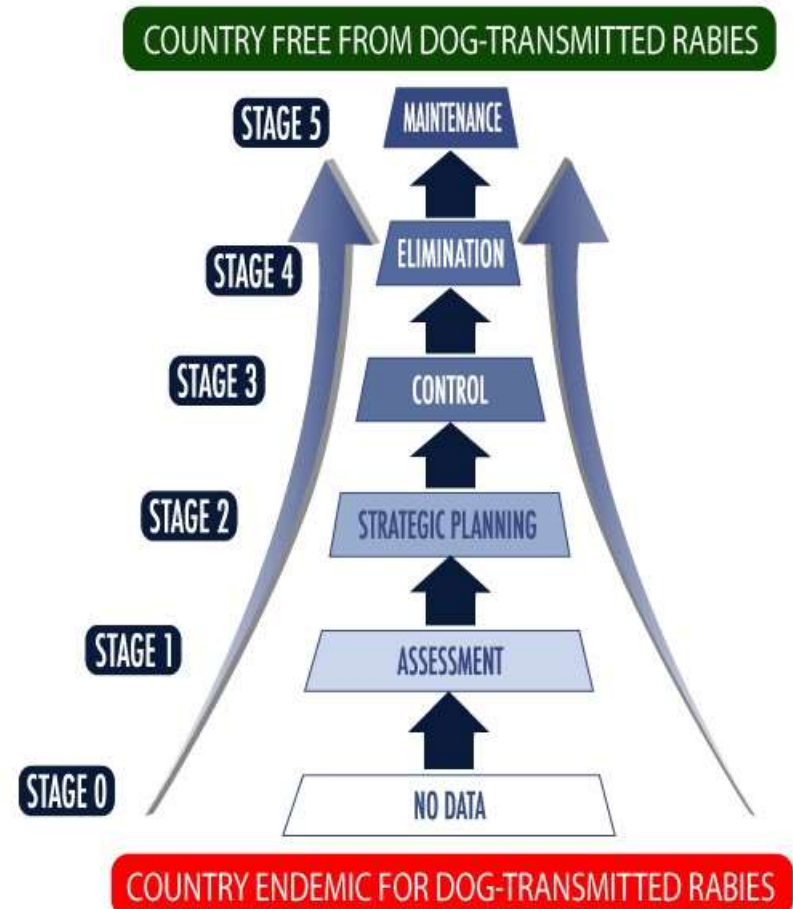 COUNTRY FREE FROM DOG-TRANSMITTED RABIES
STAGE 5
MAINTENANCE
STAGE 4
ELIMINATION
STAGE 3
CONTROL
STAGE 2
STRATEGIC PLANNING
STAGE 1
ASSESSMENT
STAGE 0
NO DATA
COUNTRY ENDEMIC FOR DOG-TRANSMITTED RABIES